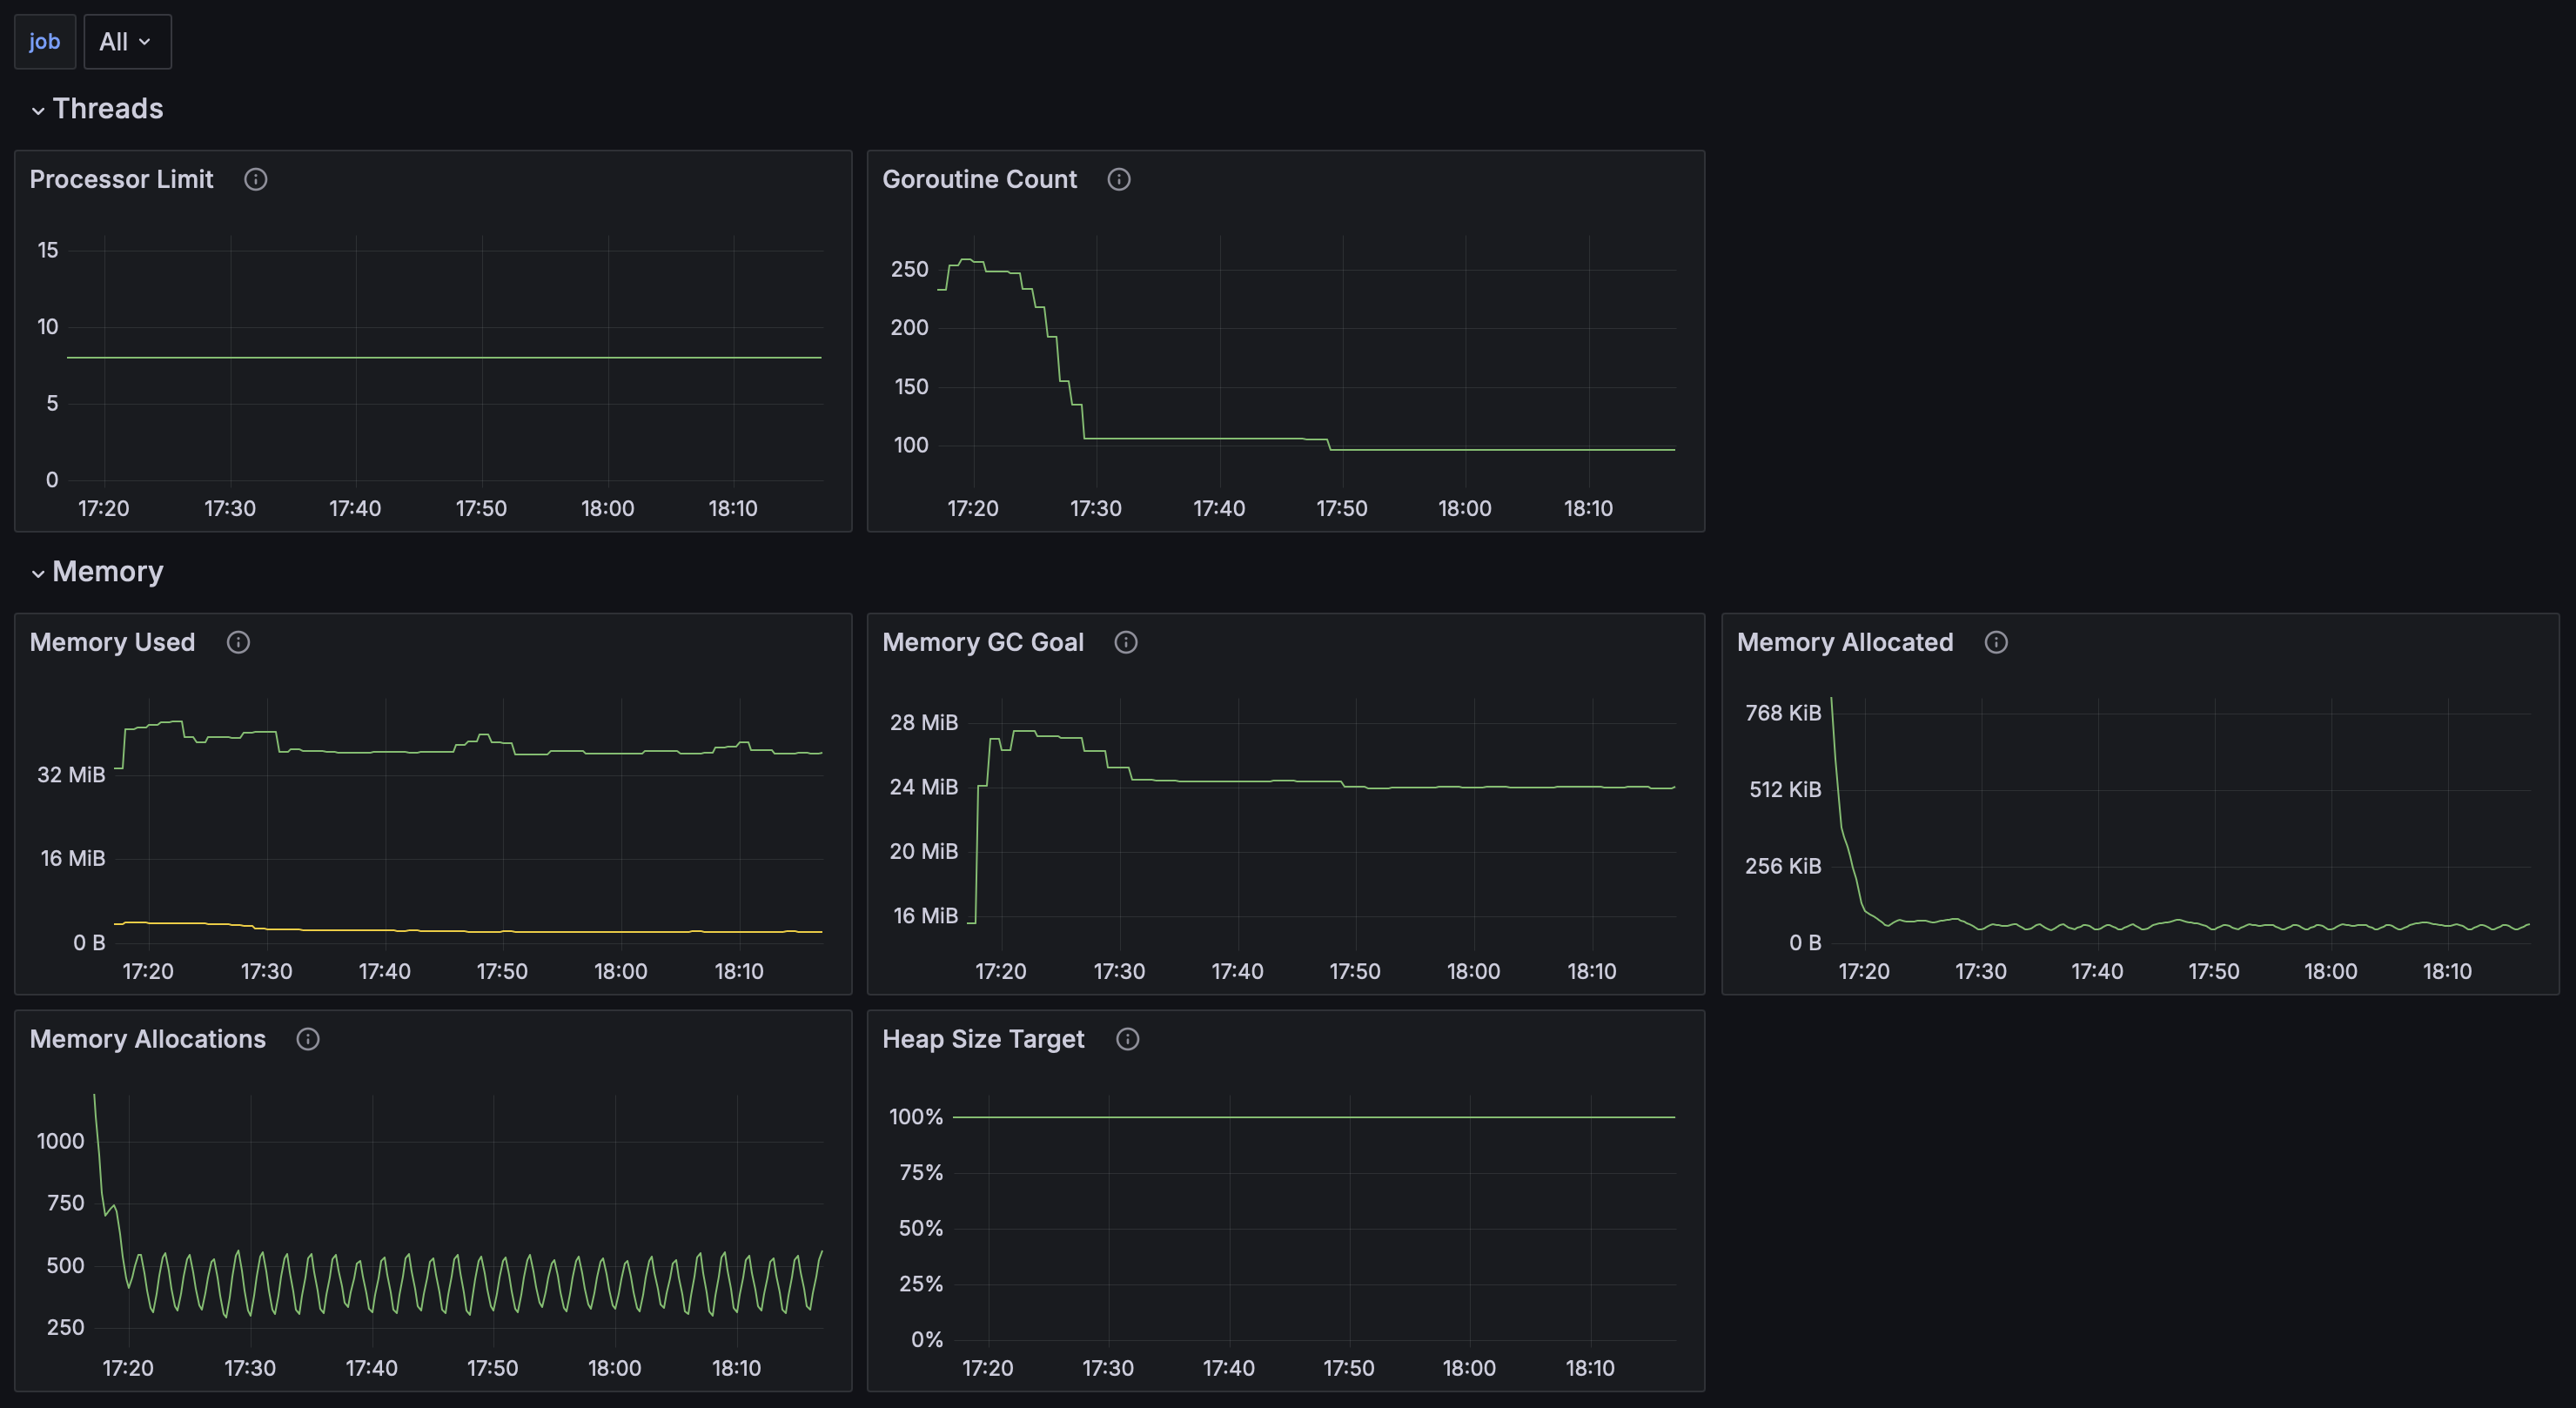 job All
Threads
Processor Limit
15
10
5
0
17:20 17:30 17:40 17:50 18:00 18:10
Goroutine Count
250
200
150
100
17:20 17:30 17:40 17:50 18:00 18:10
Memory
Memory Used
32 MiB
16 MiB
0 B
17:20 17:30 17:40 17:50 18:00 18:10
Memory GC Goal
28 MiB
24 MiB
20 MiB
16 MiB
17:20 17:30 17:40 17:50 18:00 18:10
Memory Allocated
768 KiB
512 KiB
256 KiB
0 B
17:20 17:30 17:40 17:50 18:00 18:10
Memory Allocations
1000
750
500
250
17:20 17:30 17:40 17:50 18:00 18:10
Heap Size Target
100%
75%
50%
25%
0%
17:20 17:30 17:40 17:50 18:00 18:10